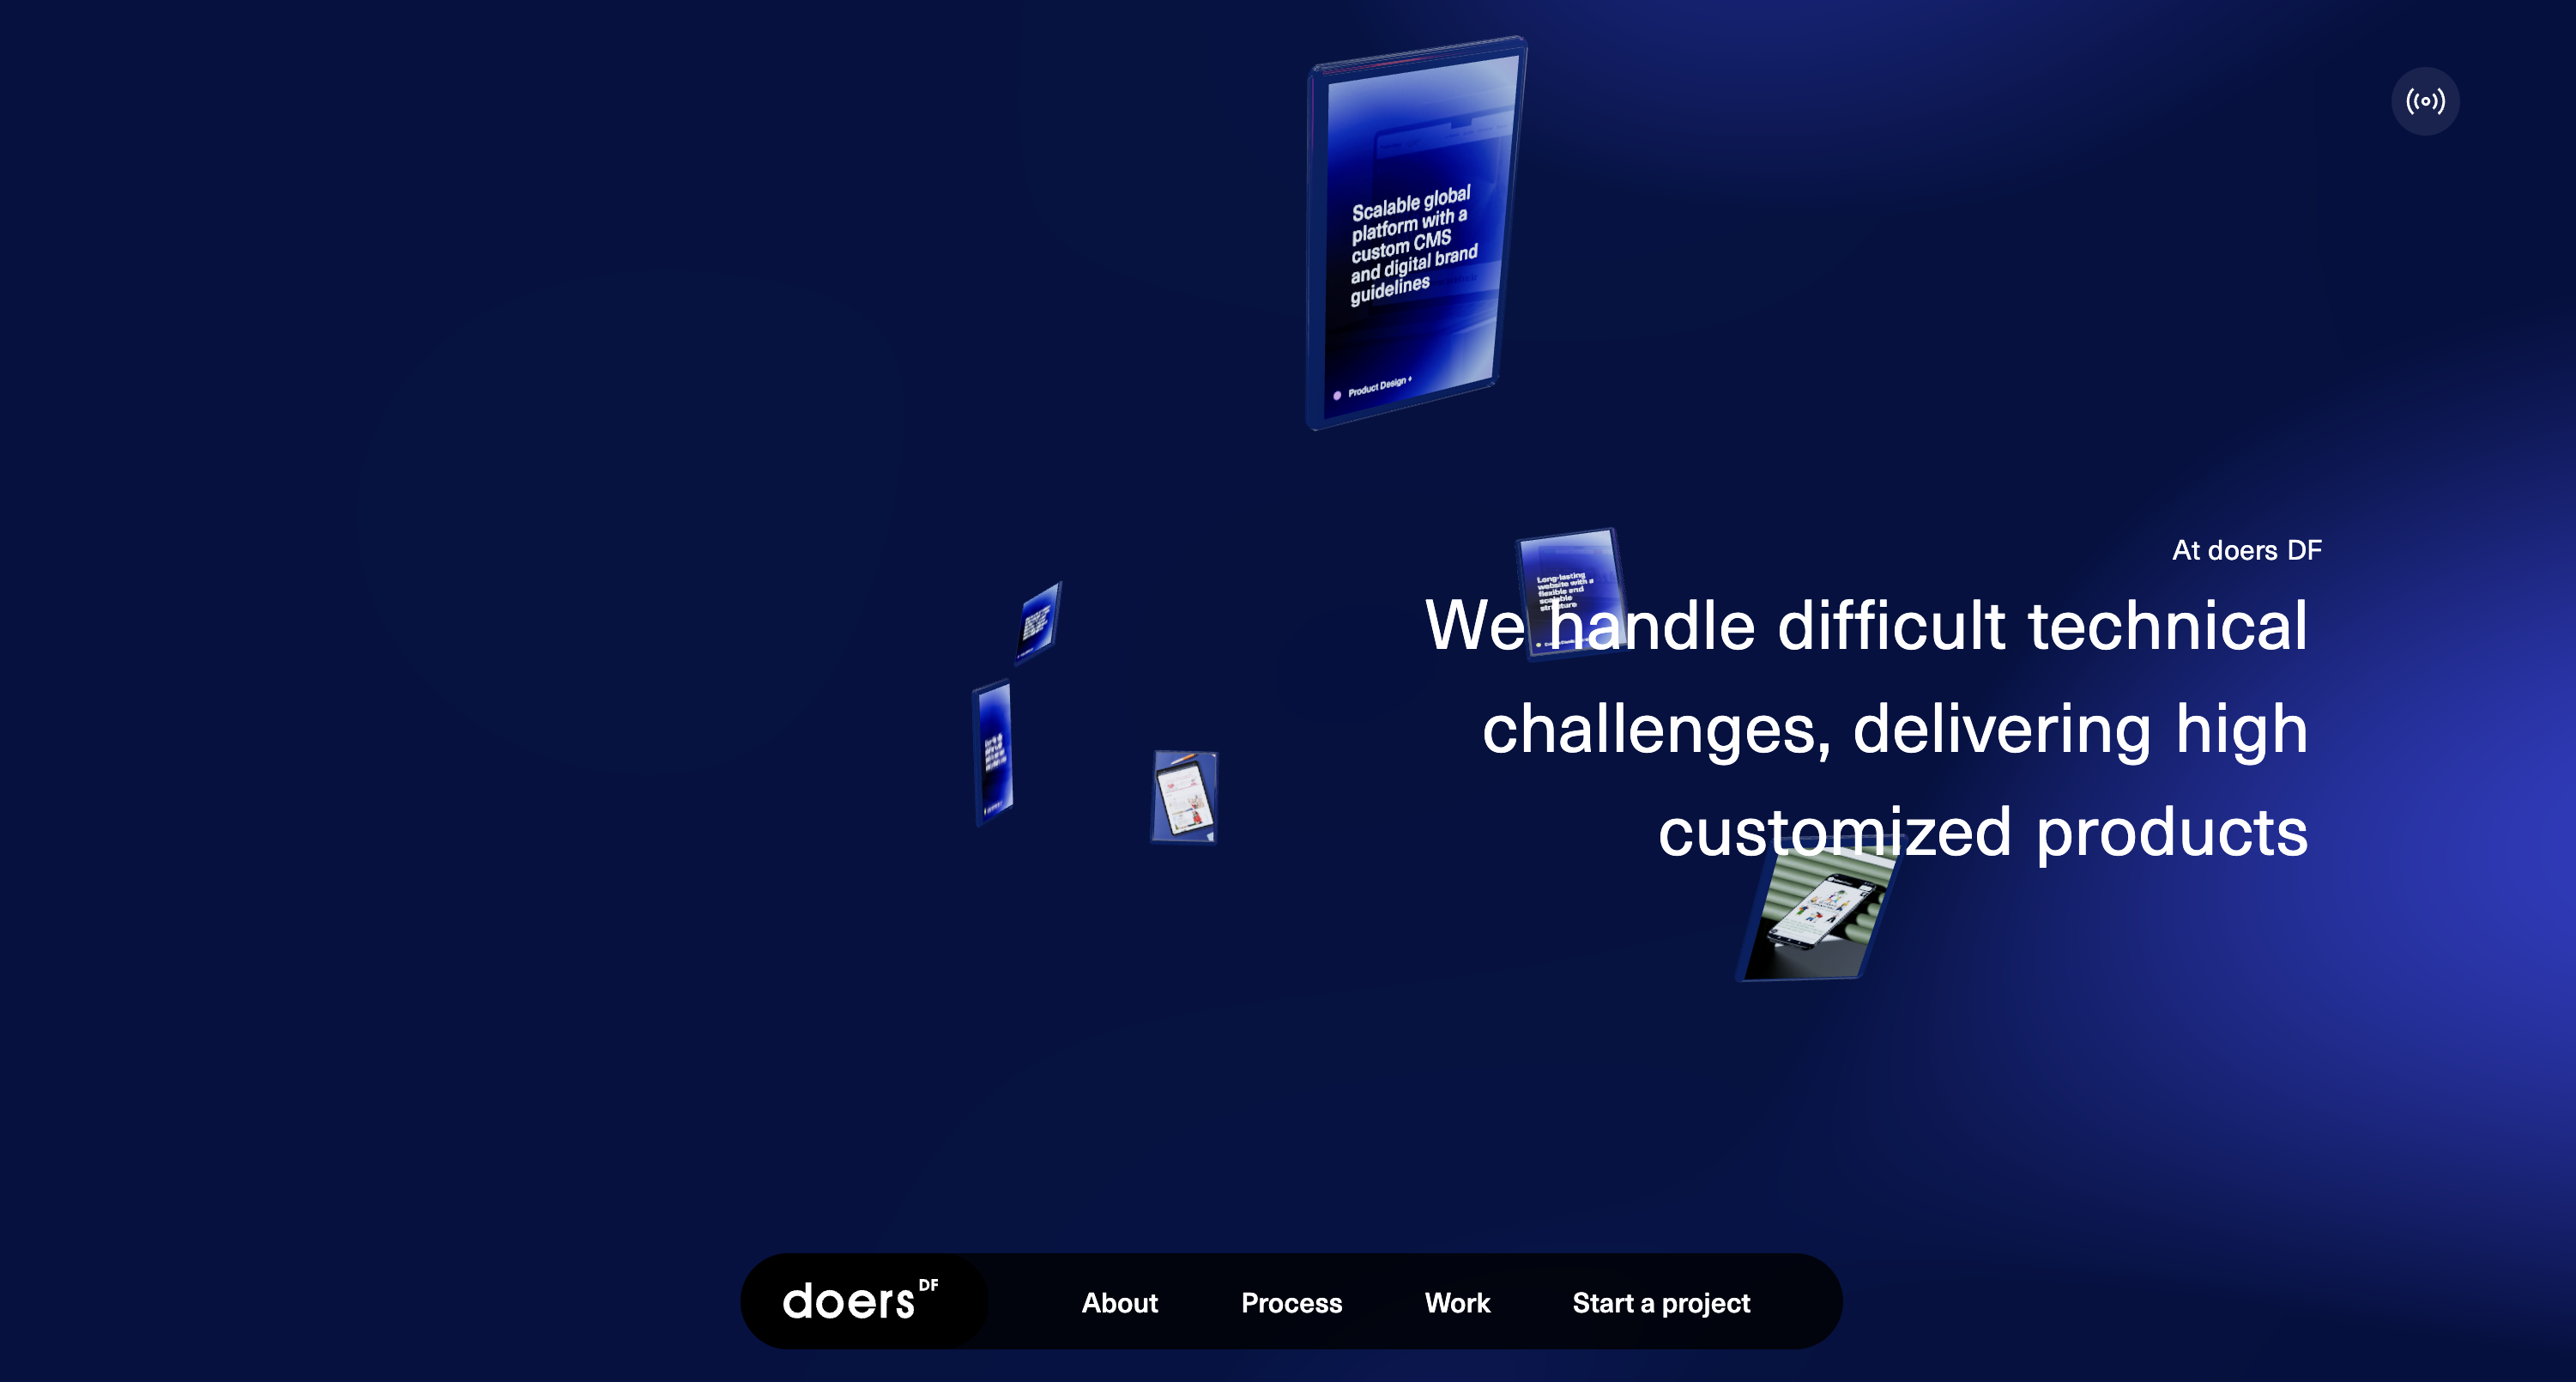 Scalable global
platform with a
custom CMS
and digital brand
guidelines
Product Design +
At doers DF
Long-lasting
website with a
flexible and
scalable
structure
We handle difficult technical
challenges, delivering high
customized products
doers DF
About
Process
Work
Start a project